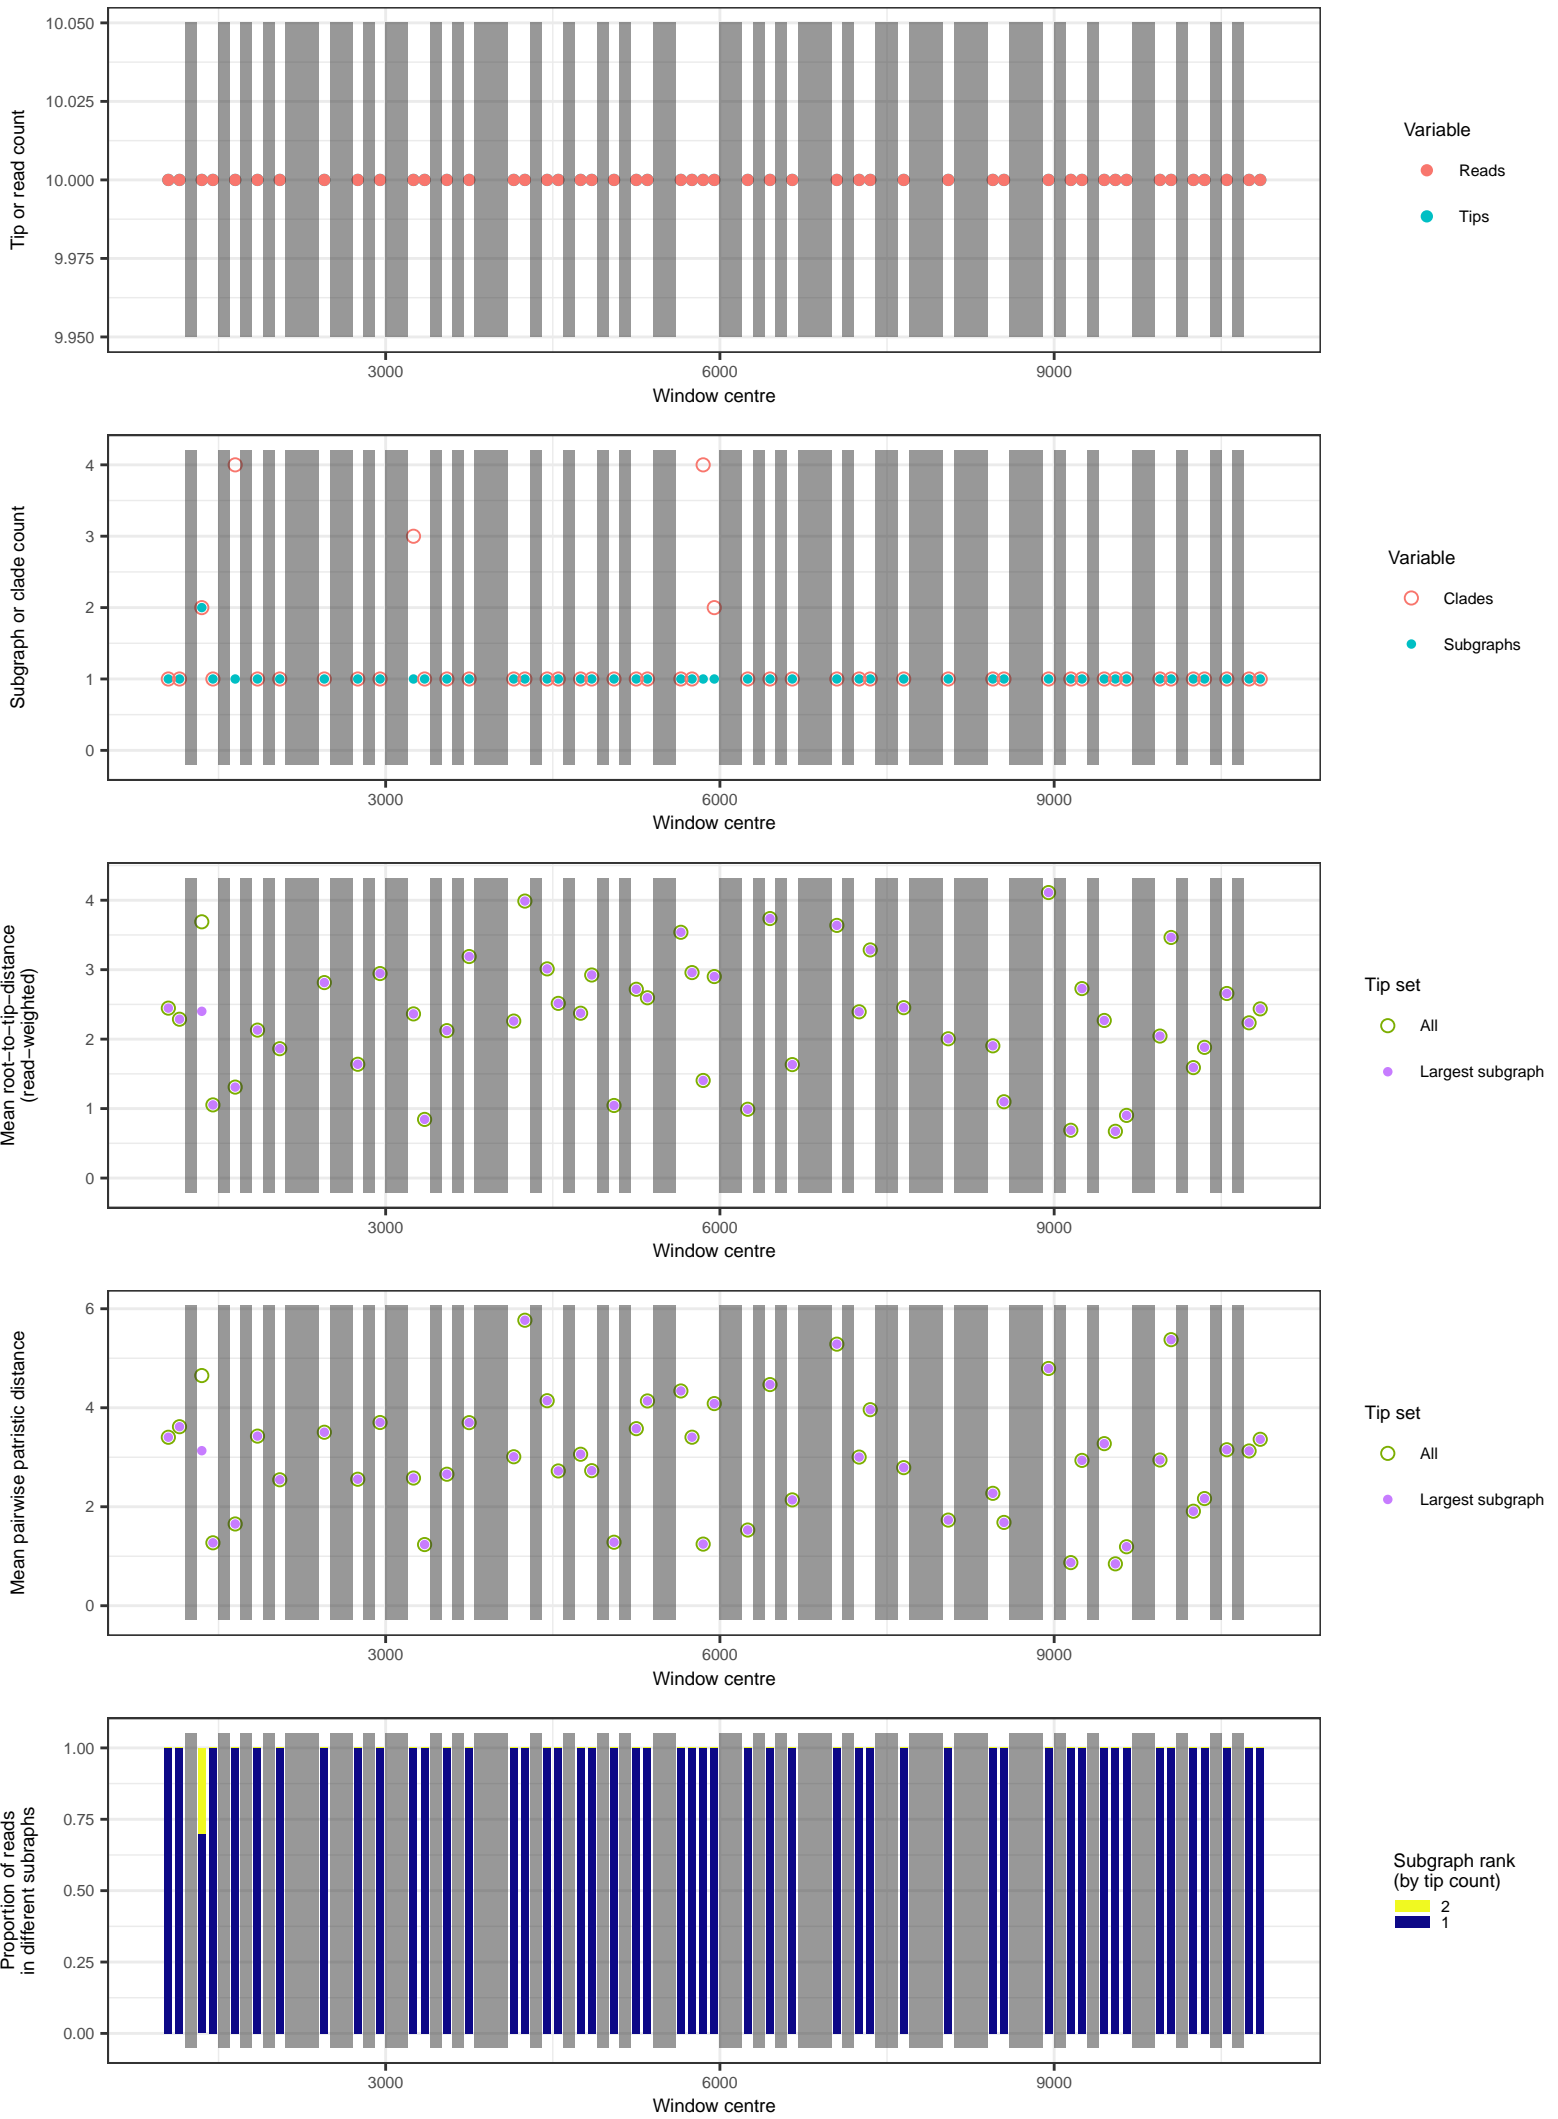 10.050
10.025
10.000
9.975
9.950
Tip or read count
3000
6000
9000
Window centre
Variable
Reads
Tips
4
3
2
1
0
Subgraph or clade count
3000
6000
9000
Window centre
Variable
Clades
Subgraphs
4
3
2
1
0
Mean root−to−tip−distance
(read−weighted)
3000
6000
9000
Window centre
Tip set
All
Largest subgraph
6
4
2
0
Mean pairwise patristic distance
3000
6000
9000
Window centre
Tip set
All
Largest subgraph
1.00
0.75
0.50
0.25
0.00
Proportion of reads
in different subraphs
3000
6000
9000
Window centre
Subgraph rank
(by tip count)
2
1